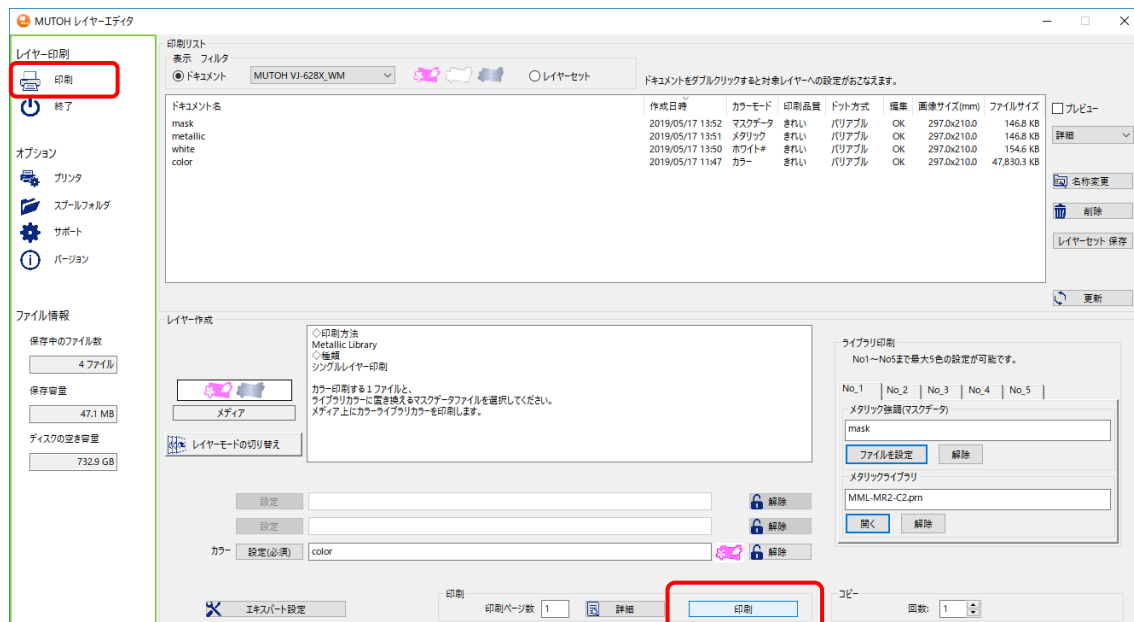 MUTOH レイヤーエディタ
レイヤー印刷
印刷
終了
オプション
プリンタ
スプールフォルダ
サポート
バージョン
ファイル情報
保存中のファイル数
4 ファイル
保存容量
47.1 MB
ディスクの空き容量
732.9 GB
印刷リスト
表示 フィルタ
ドキュメント MUTOH VJ-628X_WM レイヤーセット
ドキュメントをダブルクリックすると対象レイヤーへの設定がおこなえます。
ドキュメント名 作成日時 カラーモード 印刷品質 ドット方式 編集 画像サイズ(mm) ファイルサイズ
mask 2019/05/17 13:52 マスクデータ きれい バリアブル OK 297.0x210.0 146.8 KB
metallic 2019/05/17 13:51 メタリック きれい バリアブル OK 297.0x210.0 146.8 KB
white 2019/05/17 13:50 ホワイト# きれい バリアブル OK 297.0x210.0 154.6 KB
color 2019/05/17 11:47 カラー きれい バリアブル OK 297.0x210.0 47,830.3 KB
プレビュー
詳細
名称変更
削除
レイヤーセット 保存
更新
レイヤー作成
メディア
レイヤーモードの切り替え
◇印刷方法
Metallic Library
◇種類
シングルレイヤー印刷
カラー印刷する１ファイルと、
ライブラリカラーに置き換えるマスクデータファイルを選択してください。
メディア上にカラーライブラリカラーを印刷します。
設定 解除
設定 解除
カラー 設定(必須) color 解除
ライブラリ印刷
No1～No5まで最大5色の設定が可能です。
No_1 No_2 No_3 No_4 No_5
メタリック強調(マスクデータ)
mask
ファイルを設定 解除
メタリックライブラリ
MML-MR2-C2.prn
開く 解除
エキスパート設定
印刷
印刷ページ数 1 詳細 印刷
コピー
回数: 1